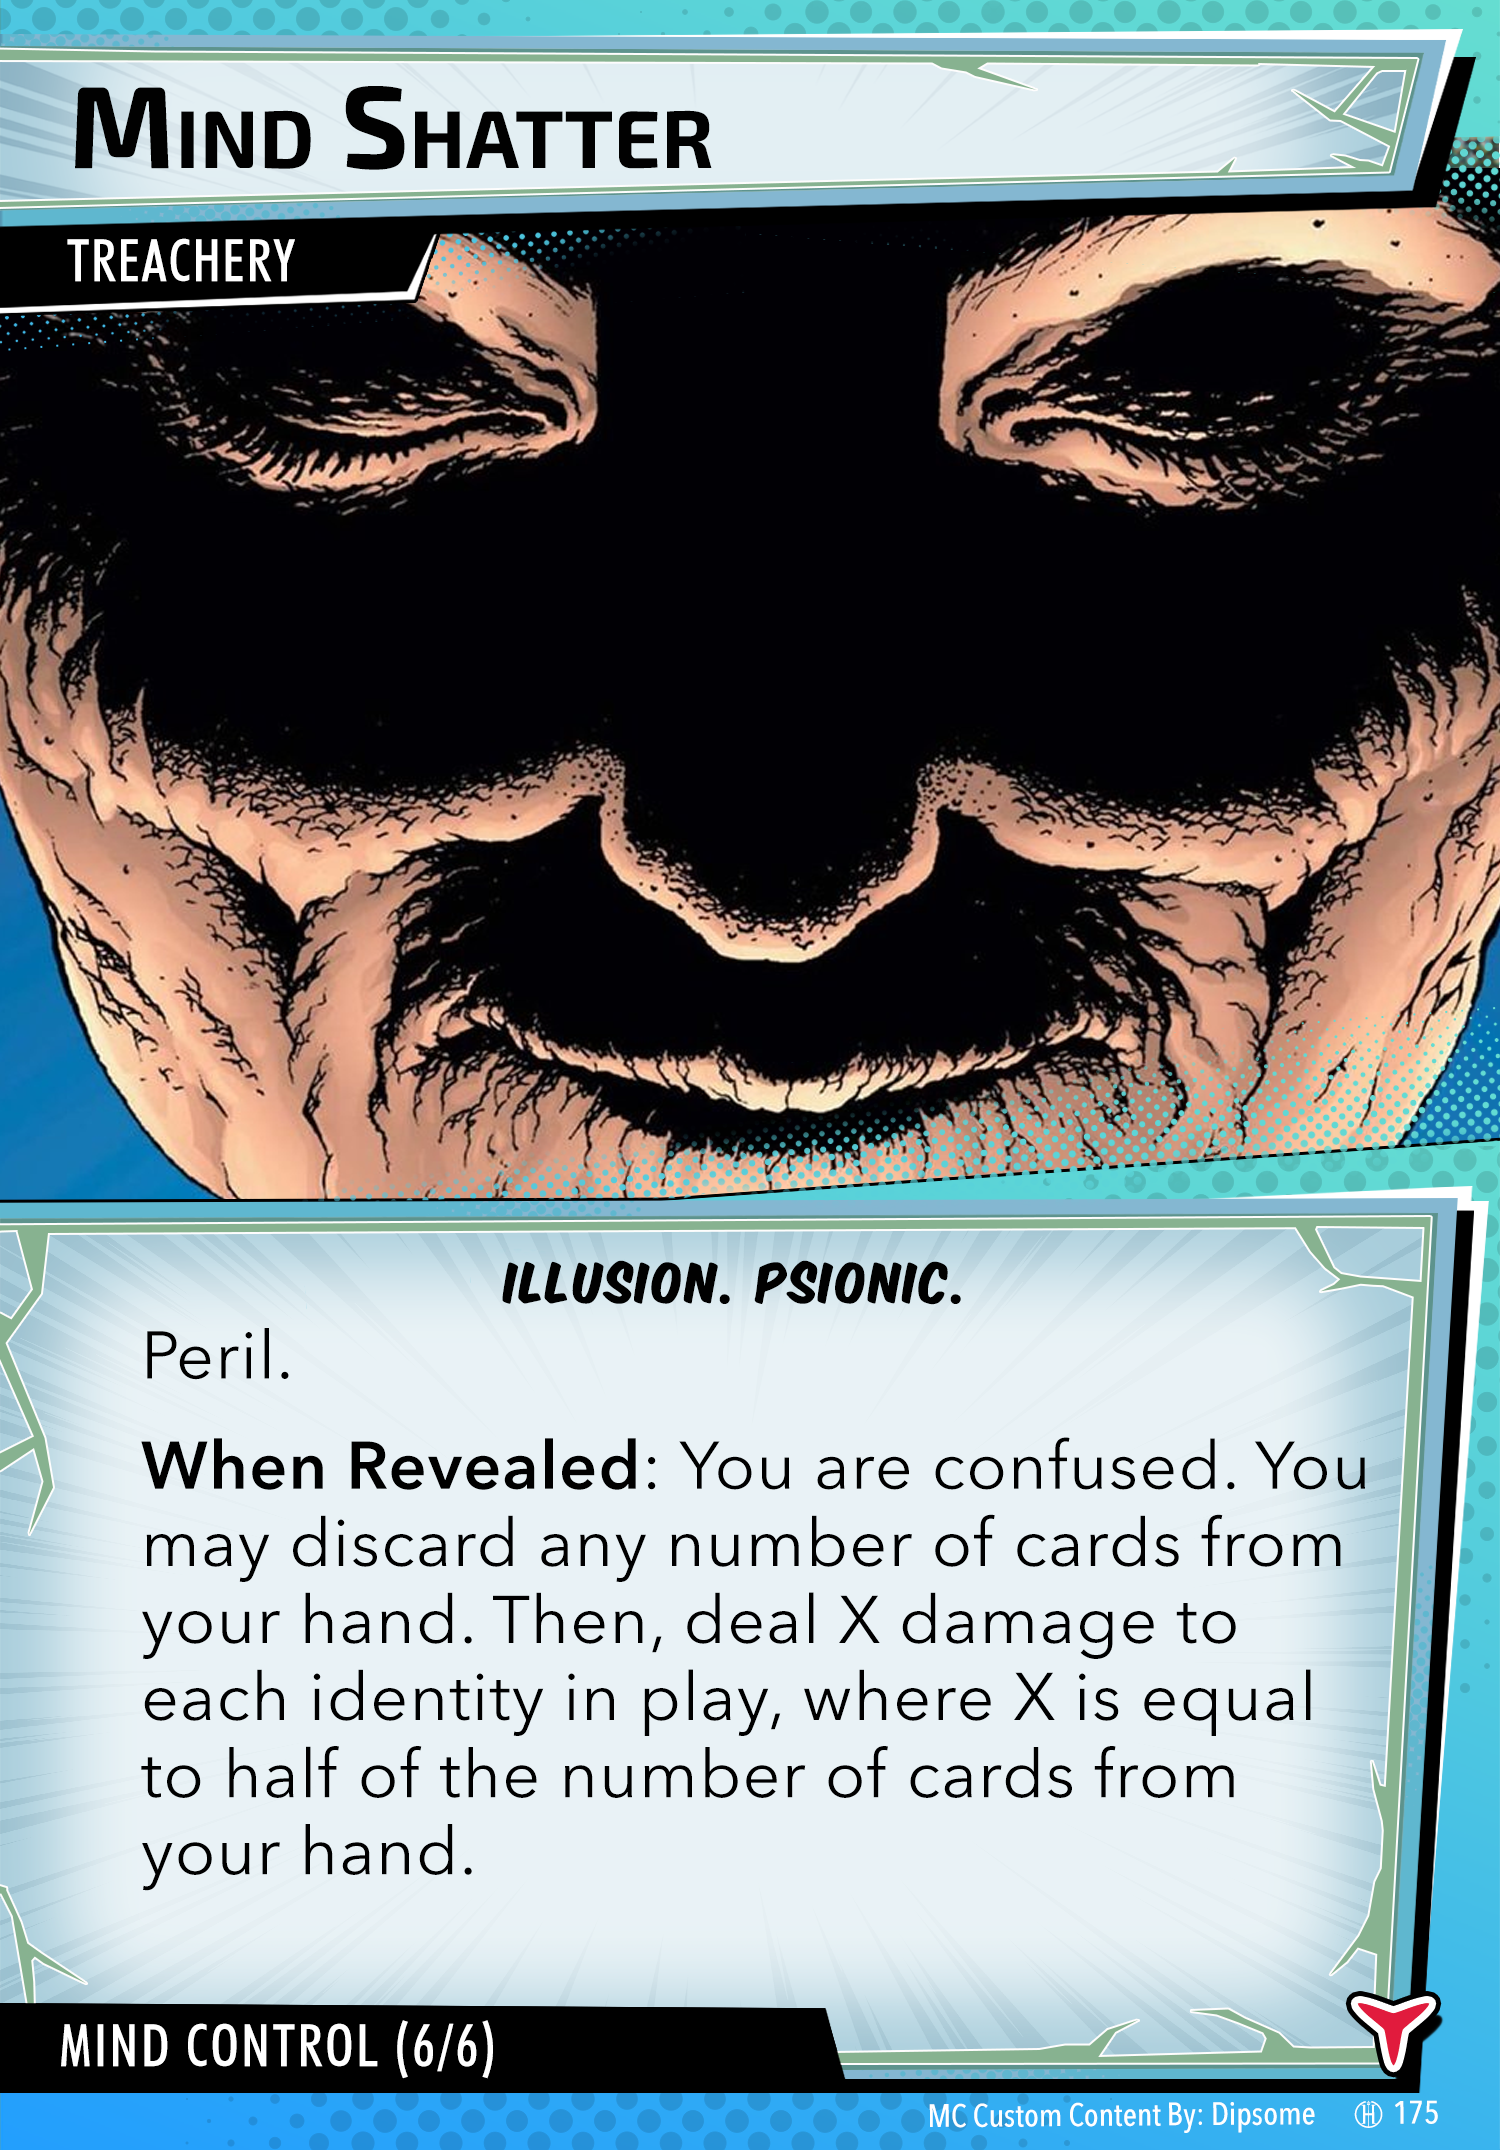 Mind Shatter
TREACHERY
ILLUSION. PSIONIC.
Peril.
When Revealed: You are confused. You
may discard any number of cards from
your hand. Then, deal X damage to
each identity in play, where X is equal
to half of the number of cards from
your hand.
MIND CONTROL (6/6)
MC Custom Content By: Dipsome 175